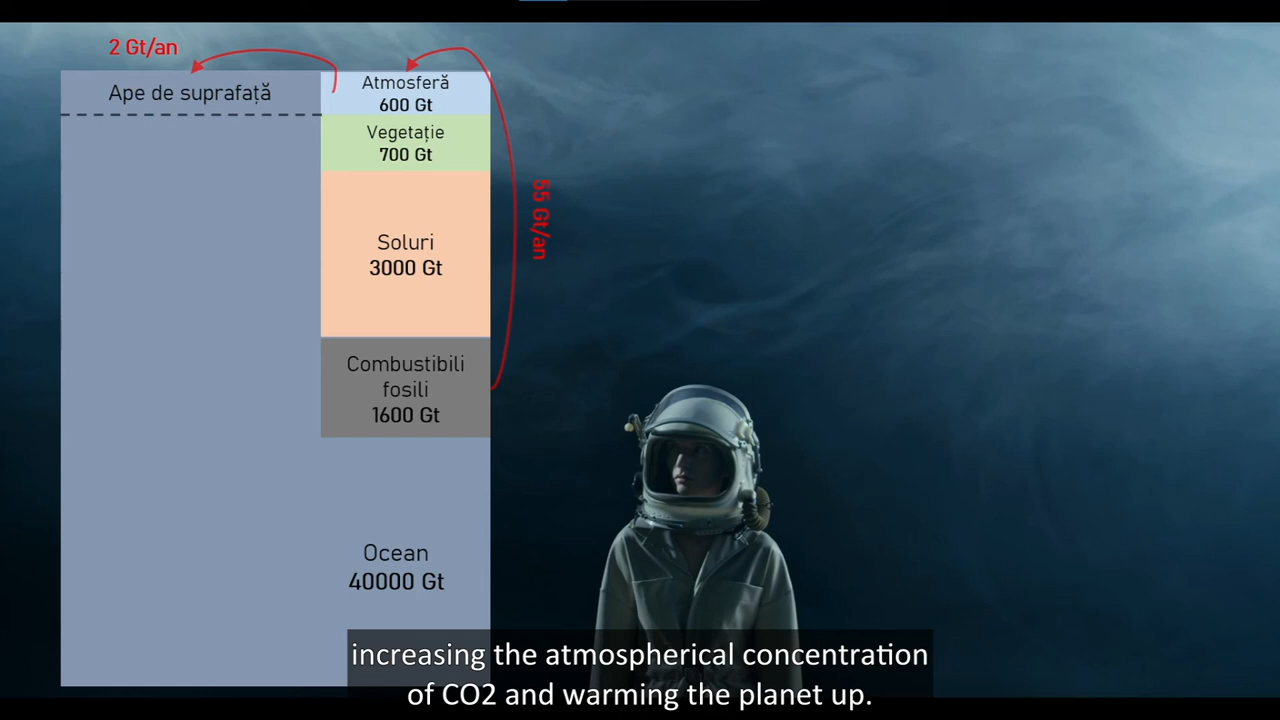 2 Gt/an
Ape de suprafață
Atmosferă
600 Gt
Vegetație
700 Gt
55 Gt/an
Soluri
3000 Gt
Combustibili
fosili
1600 Gt
Ocean
40000 Gt
increasing the atmospherical concentration
of CO2 and warming the planet up.